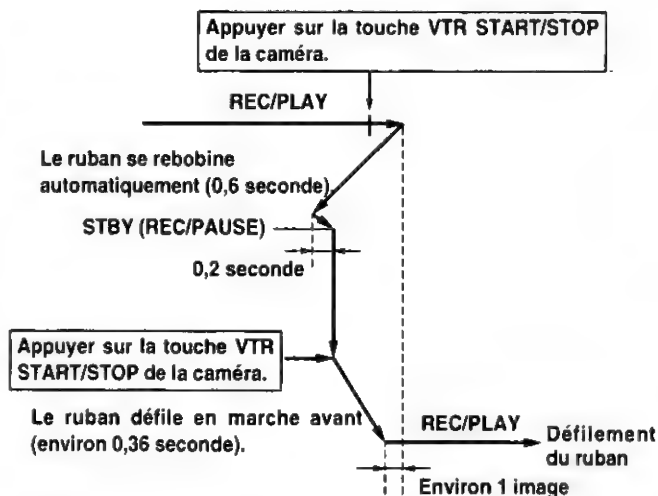 Appuyer sur la touche VTR START/STOP
de la caméra.
REC/PLAY
Le ruban se rebobine
automatiquement (0,6 seconde).
STBY (REC/PAUSE)
0,2 seconde
Appuyer sur la touche VTR
START/STOP de la caméra.
Le ruban défile en marche avant
(environ 0,36 seconde).
REC/PLAY
Défilement
du ruban
Environ 1 image